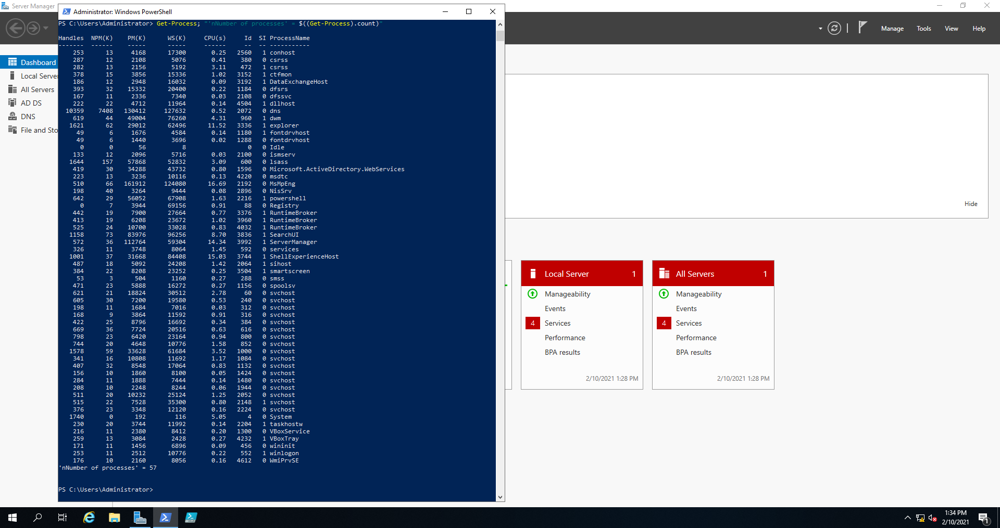 Server Manager
Administrator: Windows PowerShell
Manage
Tools
View
Help
Dashboard
Local Server
All Servers
AD DS
DNS
File and Sto
PS C:\Users\Administrator> Get-Process; "'nNumber of processes' = $((Get-Process).count)"
Handles NPM(K) PM(K) WS(K) CPU(s) Id SI ProcessName
------- ------ ----- ----- ------ -- -- -----------
253 13 4168 17300 0.25 2560 1 conhost
287 12 2108 5076 0.41 380 0 csrss
282 13 2156 5192 3.11 472 1 csrss
378 15 3856 15336 1.02 3152 1 ctfmon
186 12 2948 16032 0.09 3192 1 DataExchangeHost
393 32 15332 20400 0.22 1184 0 dfsrs
167 11 2336 7340 0.03 2108 0 dfssvc
222 22 4712 11964 0.14 4504 1 dllhost
10359 7408 130412 127632 0.52 2072 0 dns
619 44 49004 76260 4.31 960 1 dwm
1621 62 29012 62496 11.52 3336 1 explorer
49 6 1676 4584 0.14 1180 1 fontdrvhost
49 6 1440 3696 0.02 1288 0 fontdrvhost
0 0 56 8 0 0 Idle
133 12 2096 5716 0.03 2100 0 ismserv
1644 157 57868 52832 3.09 600 0 lsass
419 30 34288 43732 0.80 1596 0 Microsoft.ActiveDirectory.WebServices
223 13 3236 10116 0.13 4220 0 msdtc
510 66 161912 124080 16.69 2192 0 MsMpEng
198 40 3264 9444 0.08 2896 0 NisSrv
642 29 56052 67908 1.63 2216 1 powershell
0 7 3944 69156 0.91 88 0 Registry
442 19 7900 27664 0.77 3376 1 RuntimeBroker
413 19 6208 23672 1.02 3960 1 RuntimeBroker
525 24 10700 33028 0.83 4032 1 RuntimeBroker
1158 73 83976 96256 8.70 3836 1 SearchUI
572 36 112764 59304 14.34 3992 1 ServerManager
326 11 3748 8064 1.45 592 0 services
1001 37 31668 84408 15.03 3744 1 ShellExperienceHost
487 18 5092 24208 1.42 2064 1 sihost
384 22 8208 23252 0.25 3504 1 smartscreen
53 3 504 1160 0.27 288 0 smss
471 23 5888 16272 0.27 1156 0 spoolsv
621 21 18824 30512 2.78 60 0 svchost
605 30 7200 19580 0.53 240 0 svchost
198 11 1684 7016 0.03 312 0 svchost
168 9 3864 11592 0.91 316 0 svchost
422 25 8796 16692 0.34 384 0 svchost
669 36 7724 20516 0.63 616 0 svchost
798 23 6420 23164 0.94 800 0 svchost
744 20 4648 10776 1.58 852 0 svchost
1578 59 33628 61684 3.52 1000 0 svchost
341 16 10808 11692 1.17 1084 0 svchost
407 32 8548 17064 0.83 1132 0 svchost
156 10 1860 8100 0.05 1424 0 svchost
284 11 1888 7444 0.14 1480 0 svchost
208 10 2248 8244 0.06 1944 0 svchost
511 20 10232 25124 1.25 2052 0 svchost
515 22 7528 35300 0.80 2148 1 svchost
376 23 3348 12120 0.16 2224 0 svchost
1740 0 192 116 5.05 4 0 System
230 20 3744 11992 0.14 2204 1 taskhostw
216 11 2380 8412 0.20 1300 0 VBoxService
259 13 3084 2428 0.27 4232 1 VBoxTray
171 11 1456 6896 0.09 456 0 wininit
253 11 2512 10776 0.22 552 1 winlogon
176 10 2160 8056 0.16 4612 0 WmiPrvSE
'nNumber of processes' = 57
PS C:\Users\Administrator>
Hide
Local Server 1
Manageability
Events
4 Services
Performance
BPA results
2/10/2021 1:28 PM
All Servers 1
Manageability
Events
4 Services
Performance
BPA results
2/10/2021 1:28 PM
1:34 PM
2/10/2021
1